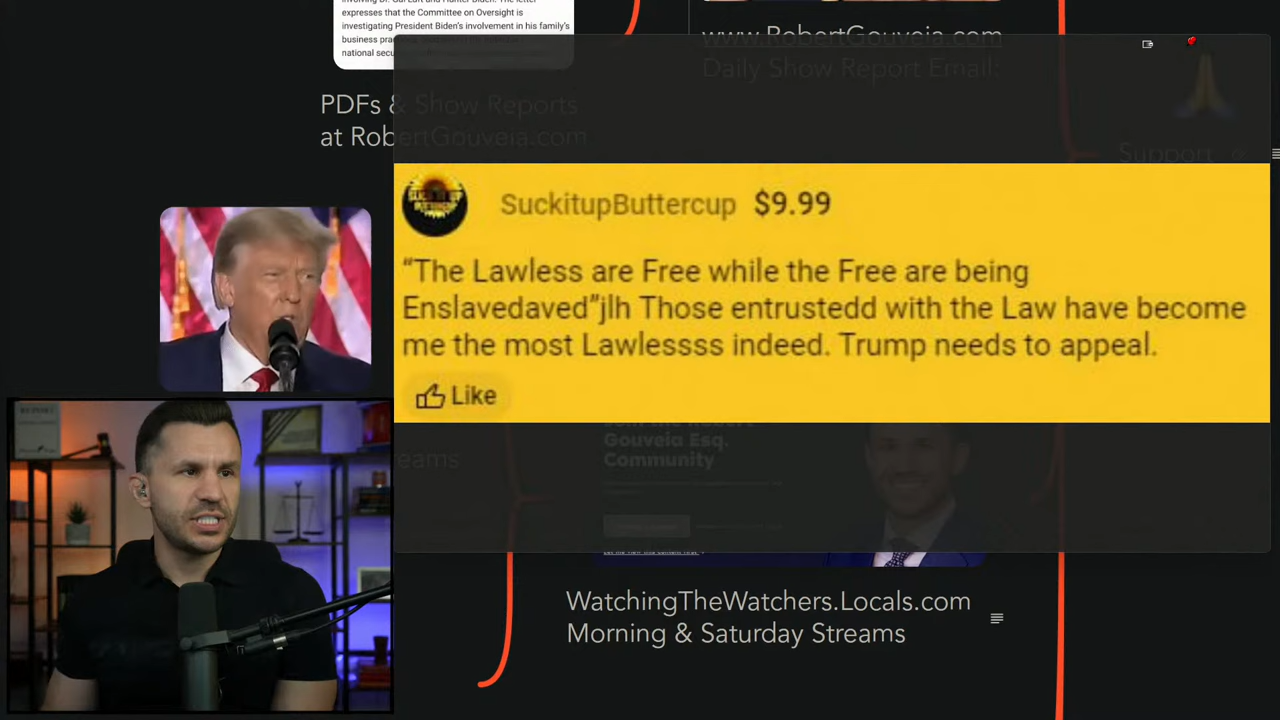 involving Dr. Gal Luft and Hunter Biden. The letter
expresses that the Committee on Oversight is
investigating President Biden's involvement in his family's
business
national
www.RobertGouveia.com
Daily Show Report Email:
PDFs & Show Reports
at RobertGouveia.com
Support
SuckitupButtercup $9.99
“The Lawless are Free while the Free are being
Enslavedaved”jlh Those entrustedd with the Law have become
me the most Lawlessss indeed. Trump needs to appeal.
Like
Join the Robert
Gouveia Esq.
Community
WatchingTheWatchers.Locals.com
Morning & Saturday Streams